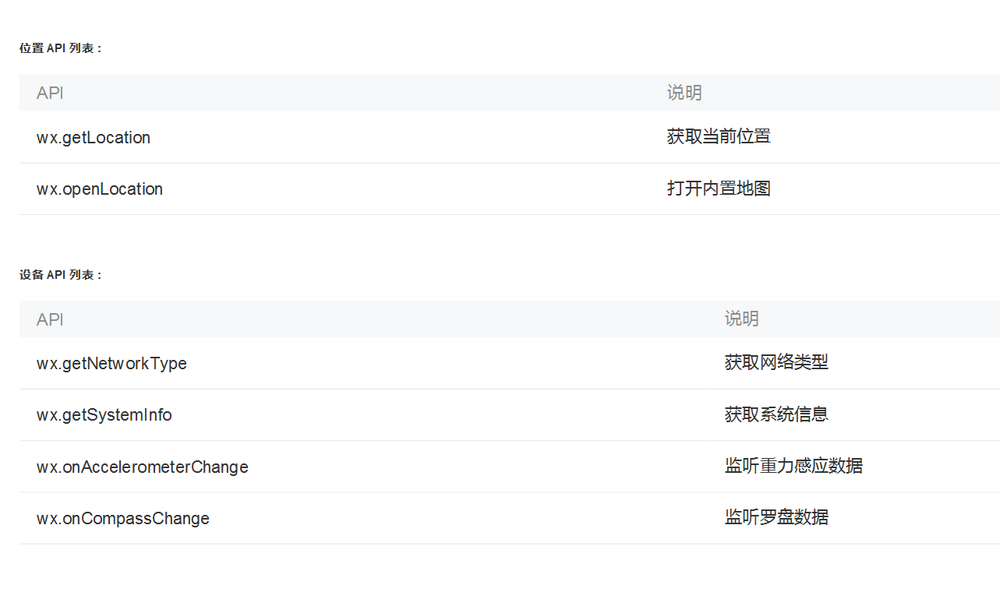 位置 API 列表：
API 说明
wx.getLocation 获取当前位置
wx.openLocation 打开内置地图
设备 API 列表：
API 说明
wx.getNetworkType 获取网络类型
wx.getSystemInfo 获取系统信息
wx.onAccelerometerChange 监听重力感应数据
wx.onCompassChange 监听罗盘数据